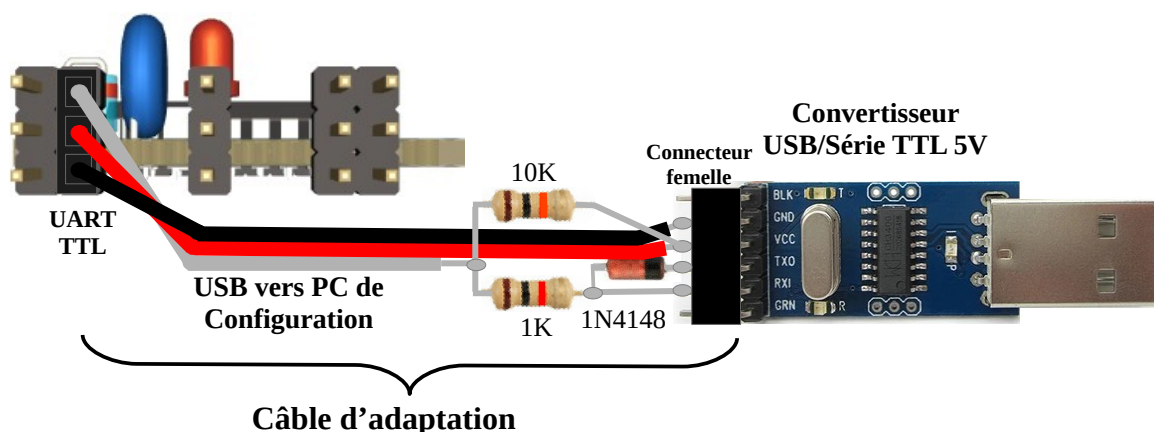 Convertisseur
USB/Série TTL 5V
Connecteur
femelle
10K
BLK
T
GND
VCC
TXO
RXI
GRN
R
P
UART
TTL
USB vers PC de
Configuration
1K
1N4148
Câble d’adaptation